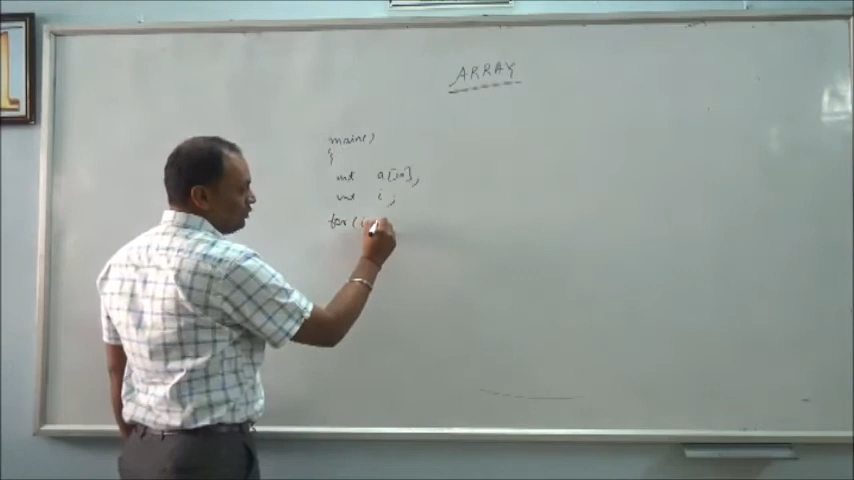 ARRAY
main()
{
int a[10];
int i;
for(i